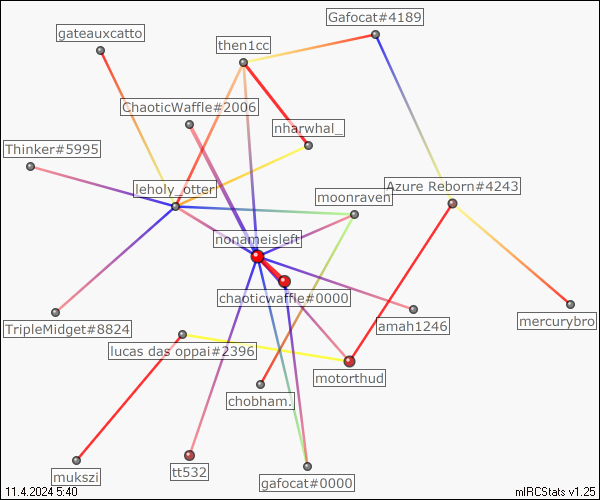 Gafocat#4189
gateauxcatto
then1cc
ChaoticWaffle#2006
nharwhal_
Thinker#5995
leholy_otter
Azure Reborn#4243
moonraven
nonameisleft
chaoticwaffle#0000
mercurybro
TripleMidget#8824
amah1246
lucas das oppai#2396
motorthud
chobham.
mukszi
tt532
gafocat#0000
11.4.2024 5:40
mIRCStats v1.25